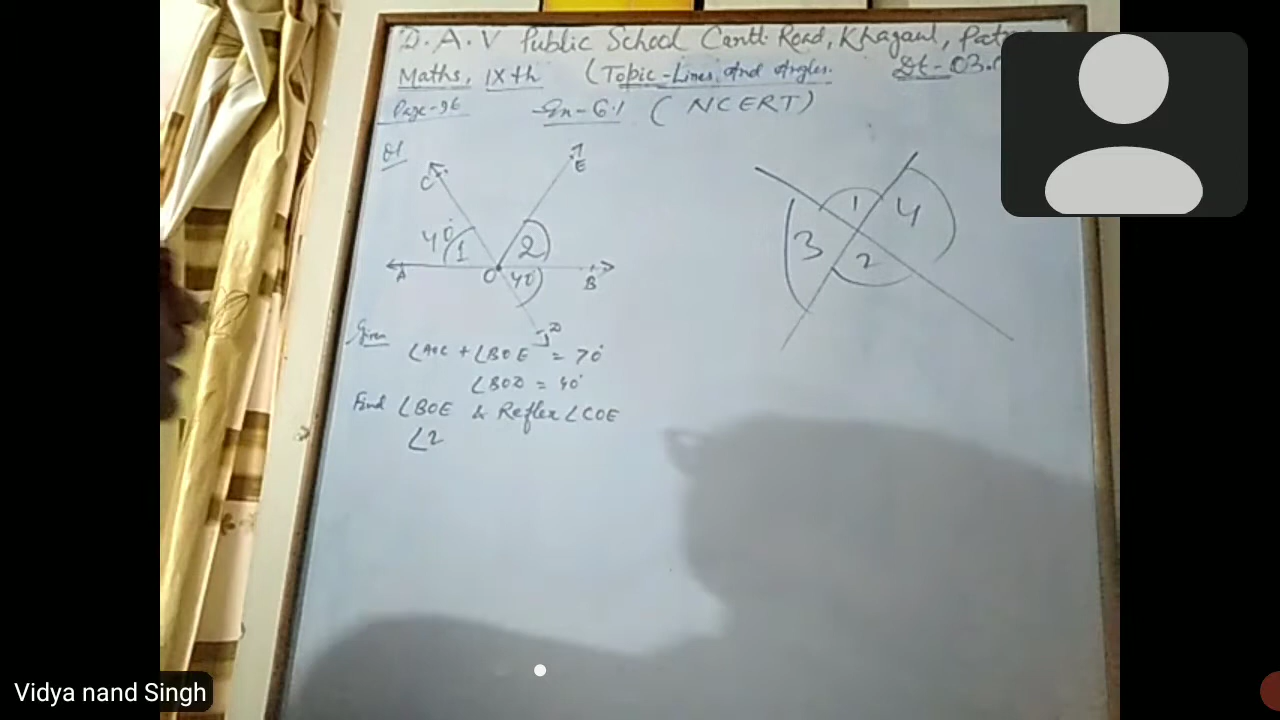 D. A. V Public School Cantt. Road, Khagaul,
Maths, IXth (Topic - Lines And Angles.
Page-96 Ex-6.1 (NCERT)
Q1
C E
40° 1 2
A O 40° B
D
1
3 4
2
Given
∠AOC + ∠BOE = 70°
∠BOD = 40°
Find ∠BOE & Reflex ∠COE
∠2
Vidya nand Singh